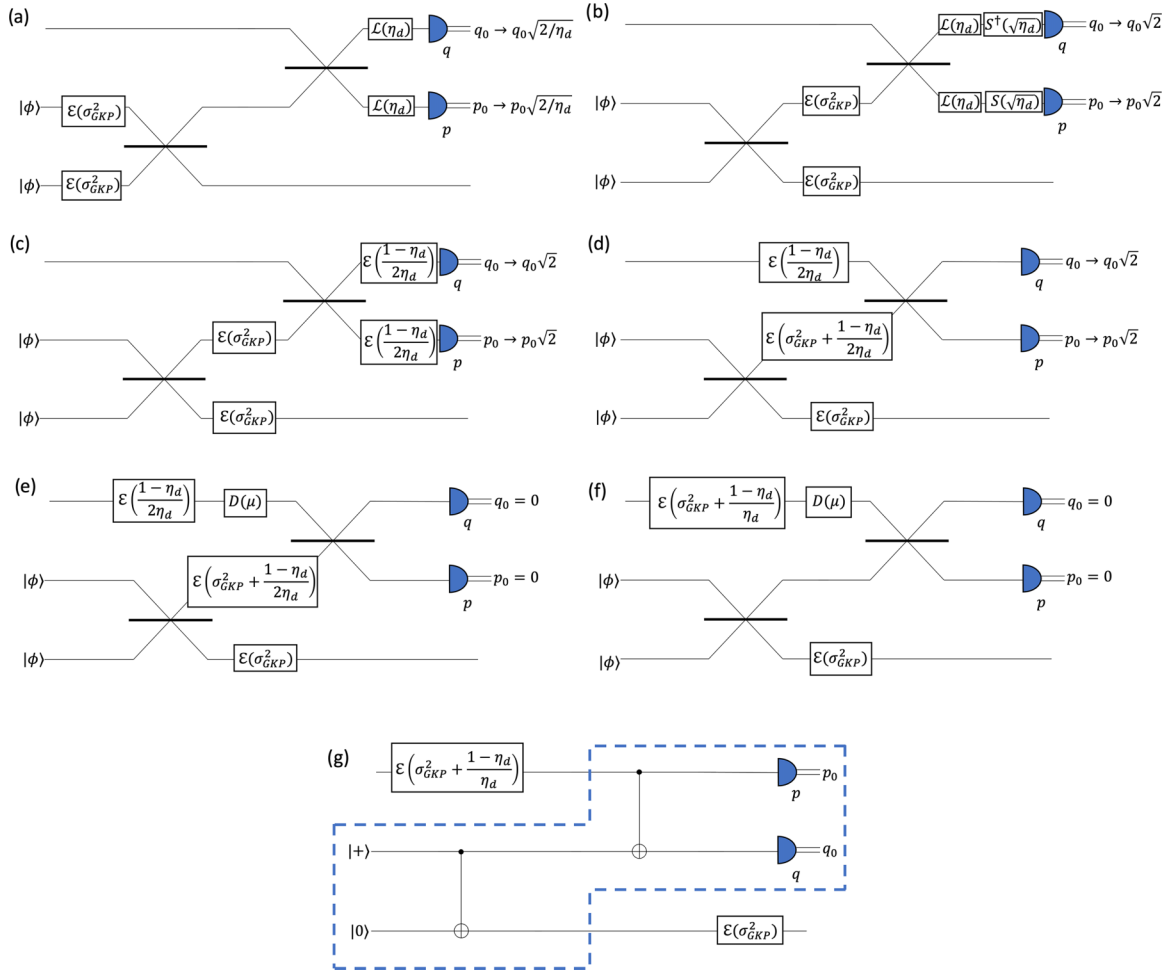 (a)
ℒ(η_d) q₀ → q₀√2/η_d
q
|ϕ⟩ ℰ(σ²_GKP) ℒ(η_d) p₀ → p₀√2/η_d
p
|ϕ⟩ ℰ(σ²_GKP)
(b)
ℒ(η_d) S†(√η_d) q₀ → q₀√2
q
|ϕ⟩ ℰ(σ²_GKP) ℒ(η_d) S(√η_d) p₀ → p₀√2
p
|ϕ⟩ ℰ(σ²_GKP)
(c)
ℰ((1 − η_d)/(2η_d)) q₀ → q₀√2
q
|ϕ⟩ ℰ(σ²_GKP) ℰ((1 − η_d)/(2η_d)) p₀ → p₀√2
p
|ϕ⟩ ℰ(σ²_GKP)
(d)
ℰ((1 − η_d)/(2η_d)) q₀ → q₀√2
q
|ϕ⟩ ℰ(σ²_GKP + (1 − η_d)/(2η_d)) p₀ → p₀√2
p
|ϕ⟩ ℰ(σ²_GKP)
(e)
ℰ((1 − η_d)/(2η_d)) D(μ) q₀ = 0
q
|ϕ⟩ ℰ(σ²_GKP + (1 − η_d)/(2η_d)) p₀ = 0
p
|ϕ⟩ ℰ(σ²_GKP)
(f)
ℰ(σ²_GKP + (1 − η_d)/η_d) D(μ) q₀ = 0
q
|ϕ⟩ p₀ = 0
p
|ϕ⟩ ℰ(σ²_GKP)
(g)
ℰ(σ²_GKP + (1 − η_d)/η_d) p₀
p
|+⟩ q₀
q
|0⟩ ℰ(σ²_GKP)